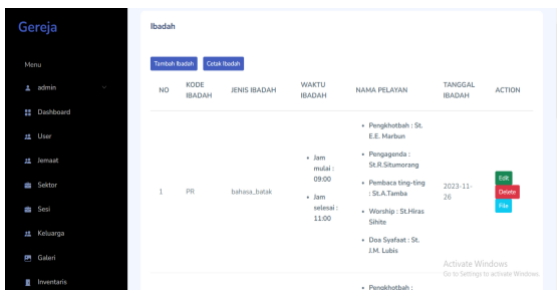 Gereja
Menu
admin
Dashboard
User
Jemaat
Sektor
Sesi
Keluarga
Galeri
Inventaris
Ibadah
Tambah Ibadah Cetak Ibadah
NO KODE IBADAH JENIS IBADAH WAKTU IBADAH NAMA PELAYAN TANGGAL IBADAH ACTION
1 PR bahasa_batak
Jam
mulai :
09:00
Jam
selesai :
11:00
Pengkhotbah : St.
E.E. Marbun
Pengagenda :
St.R.Situmorang
Pembaca ting-ting
: St.A.Tamba
Worship : St.Hiras
Sihite
Doa Syafaat : St.
J.M. Lubis
2023-11-
26
Edit
Delete
File
Pengkhotbah :
Activate Windows
Go to Settings to activate Windows.